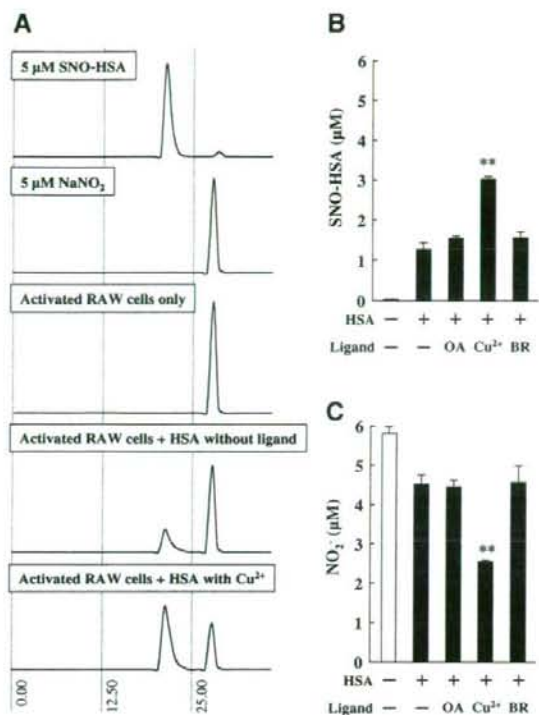 A
5 µM SNO-HSA
5 µM NaNO₂
Activated RAW cells only
Activated RAW cells + HSA without ligand
Activated RAW cells + HSA with Cu²⁺
0.00
12.50
25.00
B
SNO-HSA (µM)
6
5
4
3
2
1
0
**
HSA − + + + +
Ligand − − OA Cu²⁺ BR
C
NO₂⁻ (µM)
6
5
4
3
2
1
0
**
HSA − + + + +
Ligand − − OA Cu²⁺ BR